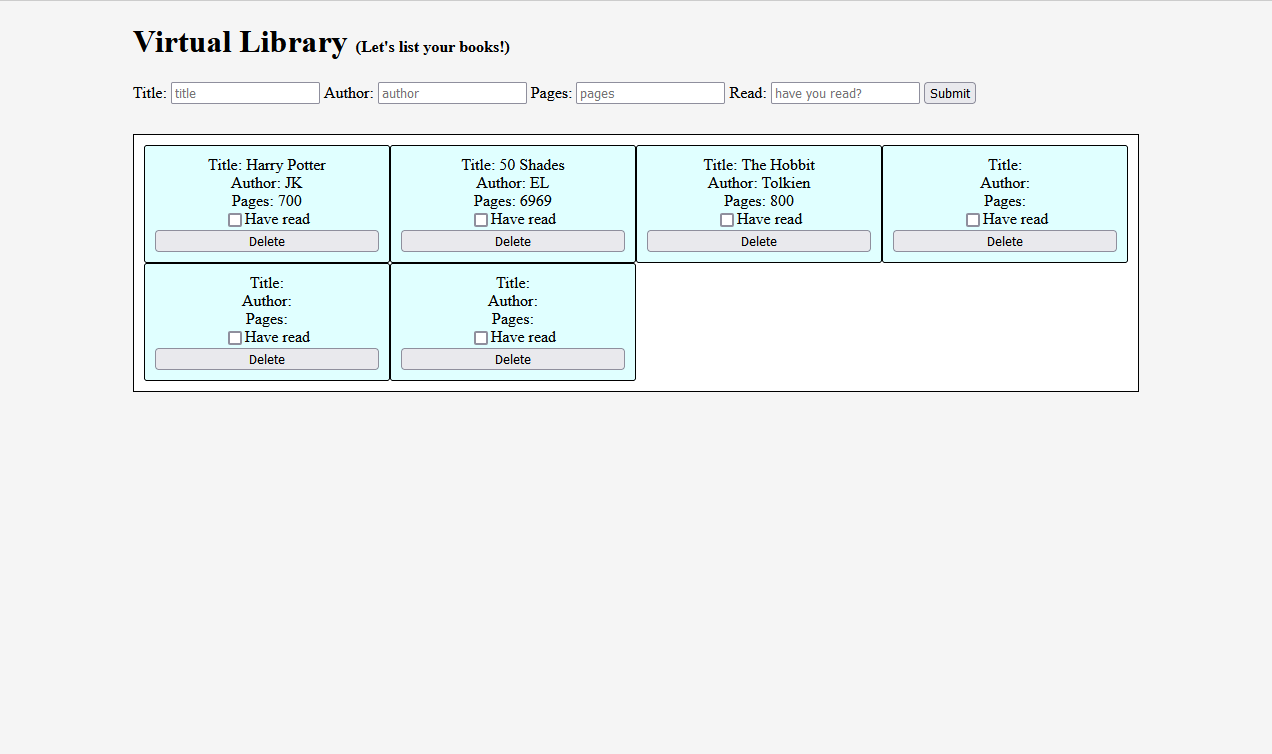 Virtual Library (Let's list your books!)
Title: title Author: author Pages: pages Read: have you read? Submit
Title: Harry Potter
Author: JK
Pages: 700
Have read
Delete
Title: 50 Shades
Author: EL
Pages: 6969
Have read
Delete
Title: The Hobbit
Author: Tolkien
Pages: 800
Have read
Delete
Title:
Author:
Pages:
Have read
Delete
Title:
Author:
Pages:
Have read
Delete
Title:
Author:
Pages:
Have read
Delete